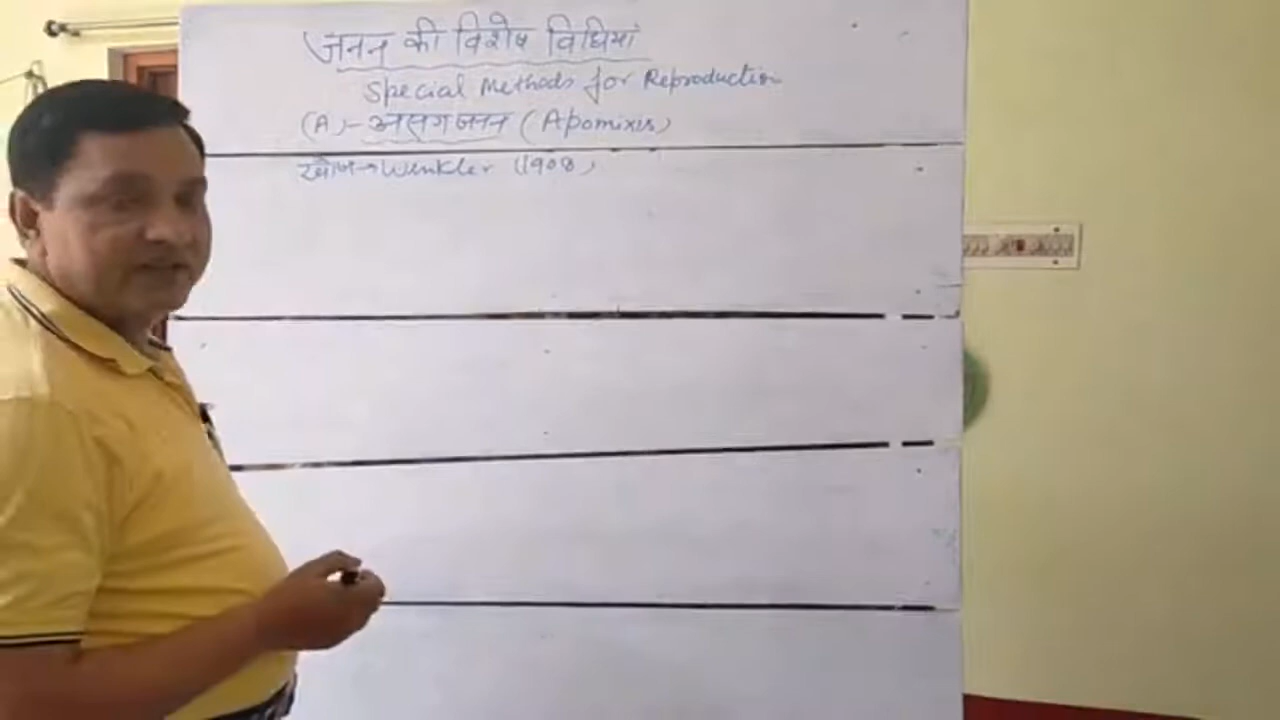 जनन की विशेष विधियां
Special Methods for Reproduction
(A)- असंगजनन (Apomixis)
खोज→ Winkler (1908)